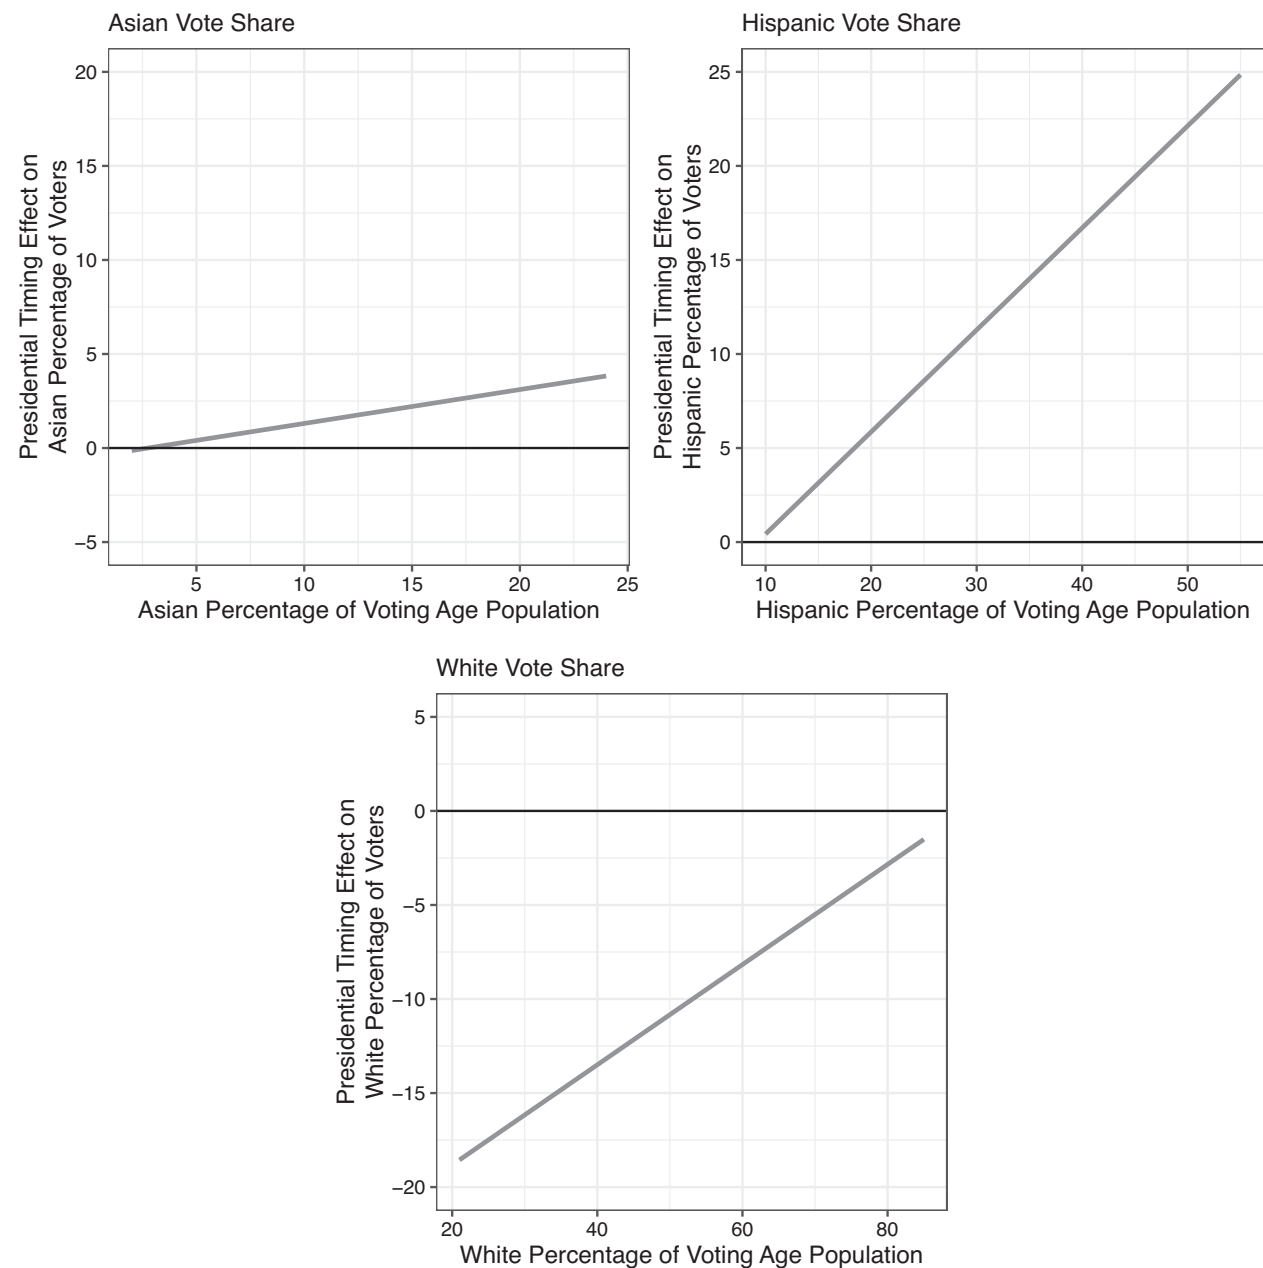 Asian Vote Share
Presidential Timing Effect on
Asian Percentage of Voters
20
15
10
5
0
−5
5 10 15 20 25
Asian Percentage of Voting Age Population
Hispanic Vote Share
Presidential Timing Effect on
Hispanic Percentage of Voters
25
20
15
10
5
0
10 20 30 40 50
Hispanic Percentage of Voting Age Population
White Vote Share
Presidential Timing Effect on
White Percentage of Voters
5
0
−5
−10
−15
−20
20 40 60 80
White Percentage of Voting Age Population